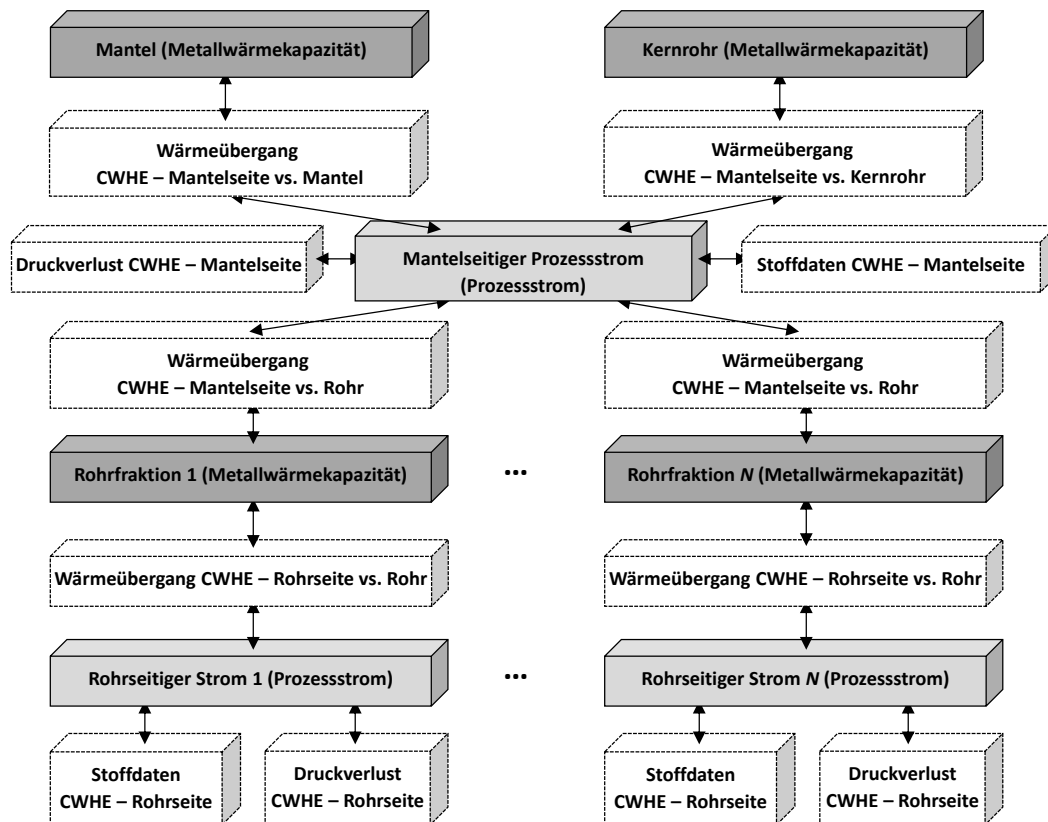 Mantel (Metallwärmekapazität)
Kernrohr (Metallwärmekapazität)
Wärmeübergang
CWHE – Mantelseite vs. Mantel
Wärmeübergang
CWHE – Mantelseite vs. Kernrohr
Druckverlust CWHE – Mantelseite
Mantelseitiger Prozessstrom
(Prozessstrom)
Stoffdaten CWHE – Mantelseite
Wärmeübergang
CWHE – Mantelseite vs. Rohr
Wärmeübergang
CWHE – Mantelseite vs. Rohr
Rohrfraktion 1 (Metallwärmekapazität)
...
Rohrfraktion N (Metallwärmekapazität)
Wärmeübergang CWHE – Rohrseite vs. Rohr
Wärmeübergang CWHE – Rohrseite vs. Rohr
Rohrseitiger Strom 1 (Prozessstrom)
...
Rohrseitiger Strom N (Prozessstrom)
Stoffdaten
CWHE – Rohrseite
Druckverlust
CWHE – Rohrseite
Stoffdaten
CWHE – Rohrseite
Druckverlust
CWHE – Rohrseite